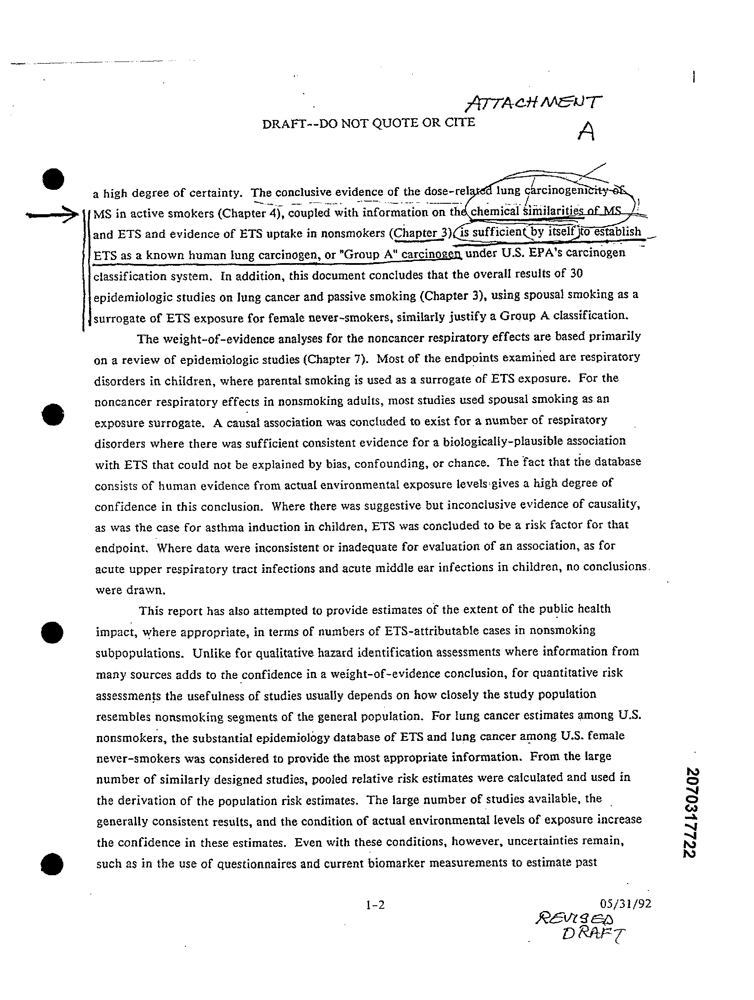 ATTACHMENT
DRAFT--DO NOT QUOTE OR CITE
A
a high degree of certainty. The conclusive evidence of the dose-related lung carcinogenicity of
MS in active smokers (Chapter 4), coupled with information on the chemical similarities of MS
and ETS and evidence of ETS uptake in nonsmokers (Chapter 3) is sufficient by itself to establish
ETS as a known human lung carcinogen, or "Group A" carcinogen under U.S. EPA's carcinogen
classification system. In addition, this document concludes that the overall results of 30
epidemiologic studies on lung cancer and passive smoking (Chapter 3), using spousal smoking as a
surrogate of ETS exposure for female never-smokers, similarly justify a Group A classification.
The weight-of-evidence analyses for the noncancer respiratory effects are based primarily
on a review of epidemiologic studies (Chapter 7). Most of the endpoints examined are respiratory
disorders in children, where parental smoking is used as a surrogate of ETS exposure. For the
noncancer respiratory effects in nonsmoking adults, most studies used spousal smoking as an
exposure surrogate. A causal association was concluded to exist for a number of respiratory
disorders where there was sufficient consistent evidence for a biologically-plausible association
with ETS that could not be explained by bias, confounding, or chance. The fact that the database
consists of human evidence from actual environmental exposure levels gives a high degree of
confidence in this conclusion. Where there was suggestive but inconclusive evidence of causality,
as was the case for asthma induction in children, ETS was concluded to be a risk factor for that
endpoint. Where data were inconsistent or inadequate for evaluation of an association, as for
acute upper respiratory tract infections and acute middle ear infections in children, no conclusions
were drawn.
This report has also attempted to provide estimates of the extent of the public health
impact, where appropriate, in terms of numbers of ETS-attributable cases in nonsmoking
subpopulations. Unlike for qualitative hazard identification assessments where information from
many sources adds to the confidence in a weight-of-evidence conclusion, for quantitative risk
assessments the usefulness of studies usually depends on how closely the study population
resembles nonsmoking segments of the general population. For lung cancer estimates among U.S.
nonsmokers, the substantial epidemiology database of ETS and lung cancer among U.S. female
never-smokers was considered to provide the most appropriate information. From the large
number of similarly designed studies, pooled relative risk estimates were calculated and used in
the derivation of the population risk estimates. The large number of studies available, the
generally consistent results, and the condition of actual environmental levels of exposure increase
the confidence in these estimates. Even with these conditions, however, uncertainties remain,
such as in the use of questionnaires and current biomarker measurements to estimate past
2070317722
1-2
05/31/92
REVISED
DRAFT